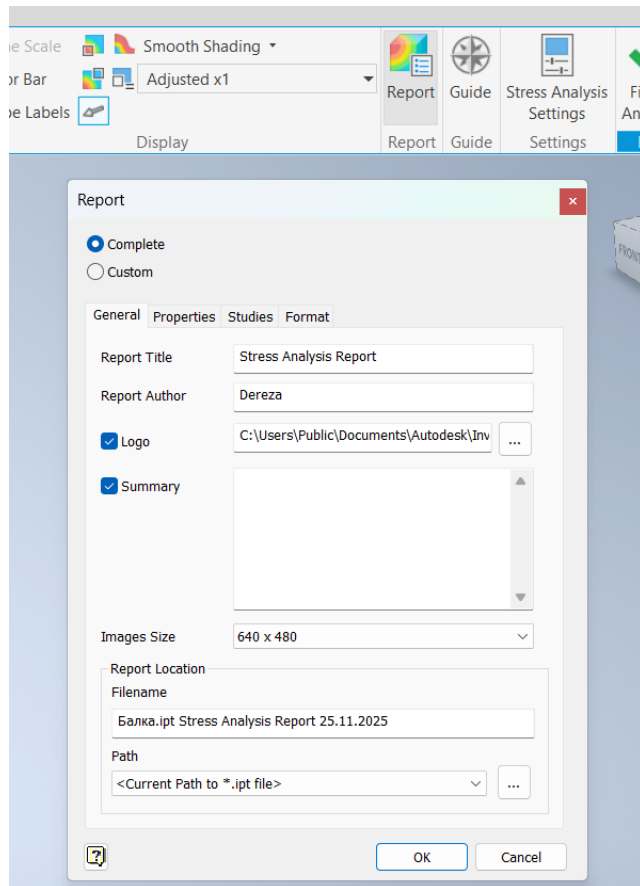 e Scale
Smooth Shading
or Bar
Adjusted x1
pe Labels
Display
Report
Report
Guide
Guide
Stress Analysis
Settings
Settings
Fi
An
FRONT
Report
Complete
Custom
General Properties Studies Format
Report Title Stress Analysis Report
Report Author Dereza
Logo C:\Users\Public\Documents\Autodesk\Inv
...
Summary
Images Size 640 x 480
Report Location
Filename
Балка.ipt Stress Analysis Report 25.11.2025
Path
<Current Path to *.ipt file>
...
OK Cancel